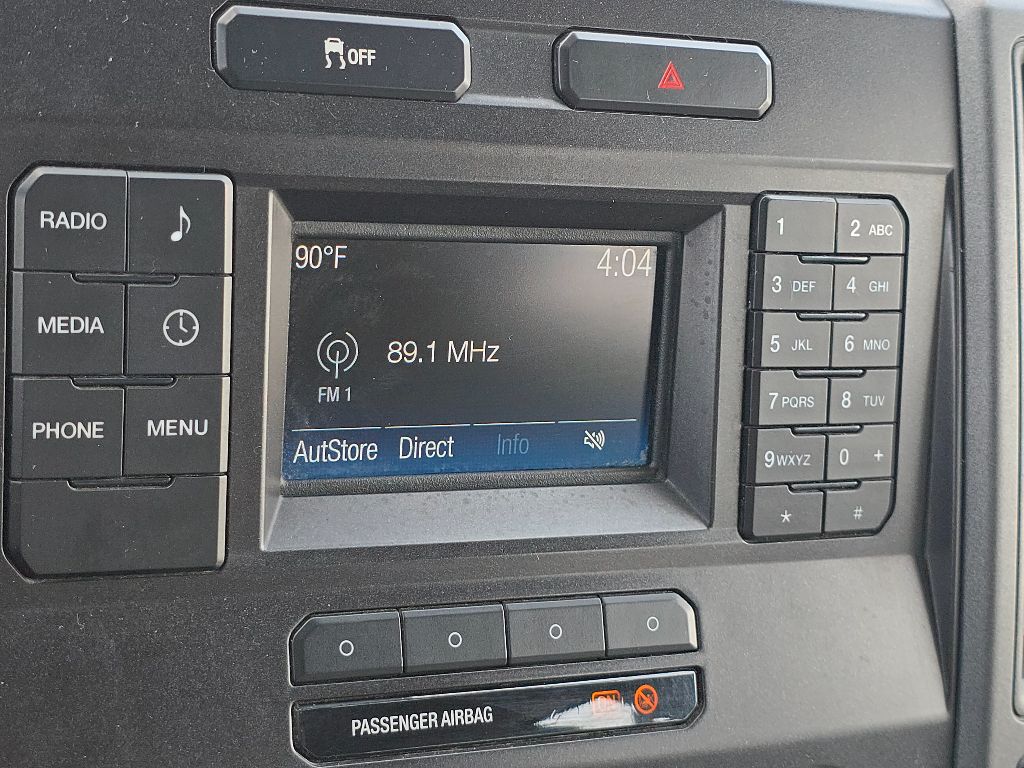 OFF
RADIO
MEDIA
PHONE MENU
90°F 4:04
89.1 MHz
FM 1
AutStore Direct Info
1 2 ABC
3 DEF 4 GHI
5 JKL 6 MNO
7 PQRS 8 TUV
9 WXYZ 0 +
* #
PASSENGER AIRBAG ON